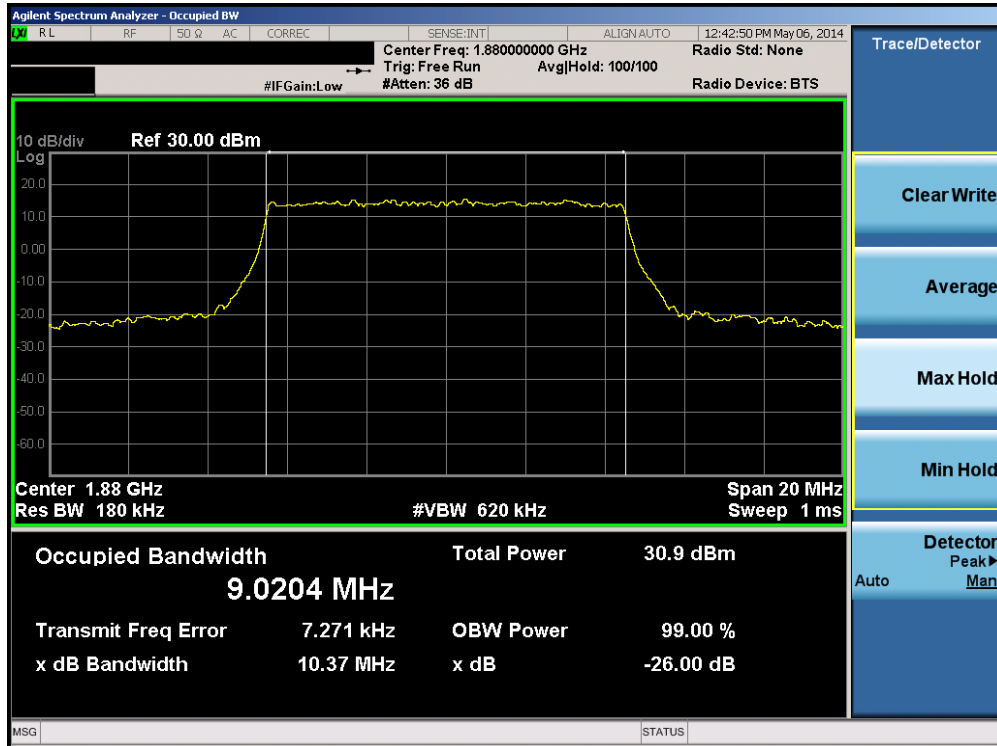 Agilent Spectrum Analyzer - Occupied BW
LXI RL RF 50 Ω AC CORREC SENSE:INT ALIGN AUTO 12:42:50 PM May 06, 2014
Center Freq: 1.880000000 GHz Radio Std: None
Trig: Free Run Avg|Hold: 100/100
#IFGain:Low #Atten: 36 dB Radio Device: BTS
10 dB/div Ref 30.00 dBm
Log
20.0
10.0
0.00
-10.0
-20.0
-30.0
-40.0
-50.0
-60.0
Center 1.88 GHz Span 20 MHz
Res BW 180 kHz #VBW 620 kHz Sweep 1 ms
Occupied Bandwidth Total Power 30.9 dBm
9.0204 MHz
Transmit Freq Error 7.271 kHz OBW Power 99.00 %
x dB Bandwidth 10.37 MHz x dB -26.00 dB
MSG STATUS
Trace/Detector
Clear Write
Average
Max Hold
Min Hold
Detector
Peak▶
Auto Man